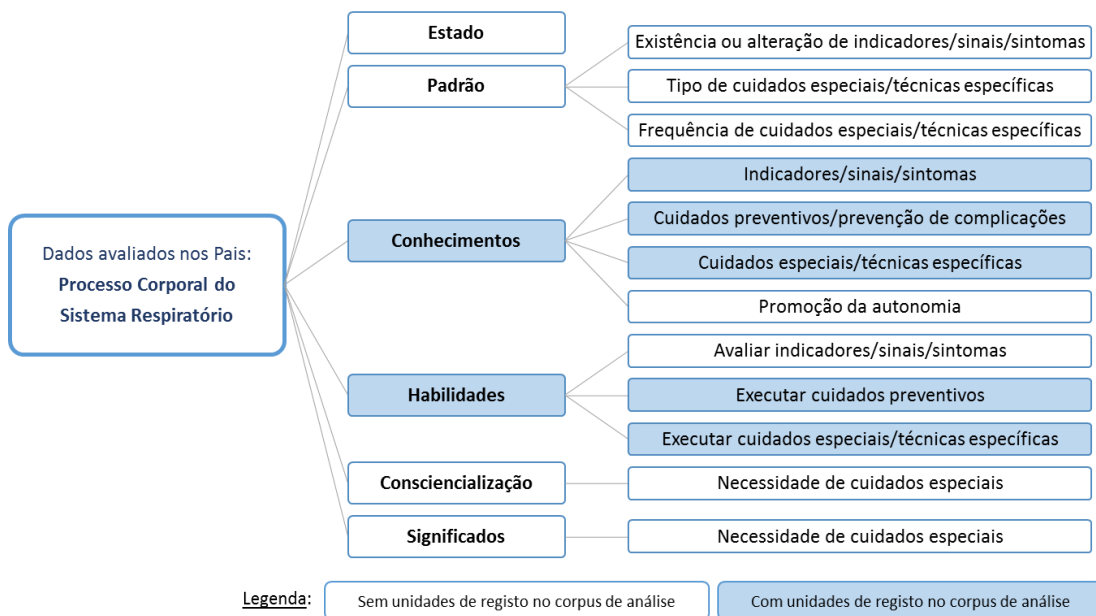 Dados avaliados nos Pais:
Processo Corporal do
Sistema Respiratório
Estado
Padrão
Existência ou alteração de indicadores/sinais/sintomas
Tipo de cuidados especiais/técnicas específicas
Frequência de cuidados especiais/técnicas específicas
Conhecimentos
Indicadores/sinais/sintomas
Cuidados preventivos/prevenção de complicações
Cuidados especiais/técnicas específicas
Promoção da autonomia
Habilidades
Avaliar indicadores/sinais/sintomas
Executar cuidados preventivos
Executar cuidados especiais/técnicas específicas
Consciencialização
Necessidade de cuidados especiais
Significados
Necessidade de cuidados especiais
Legenda:
Sem unidades de registo no corpus de análise
Com unidades de registo no corpus de análise